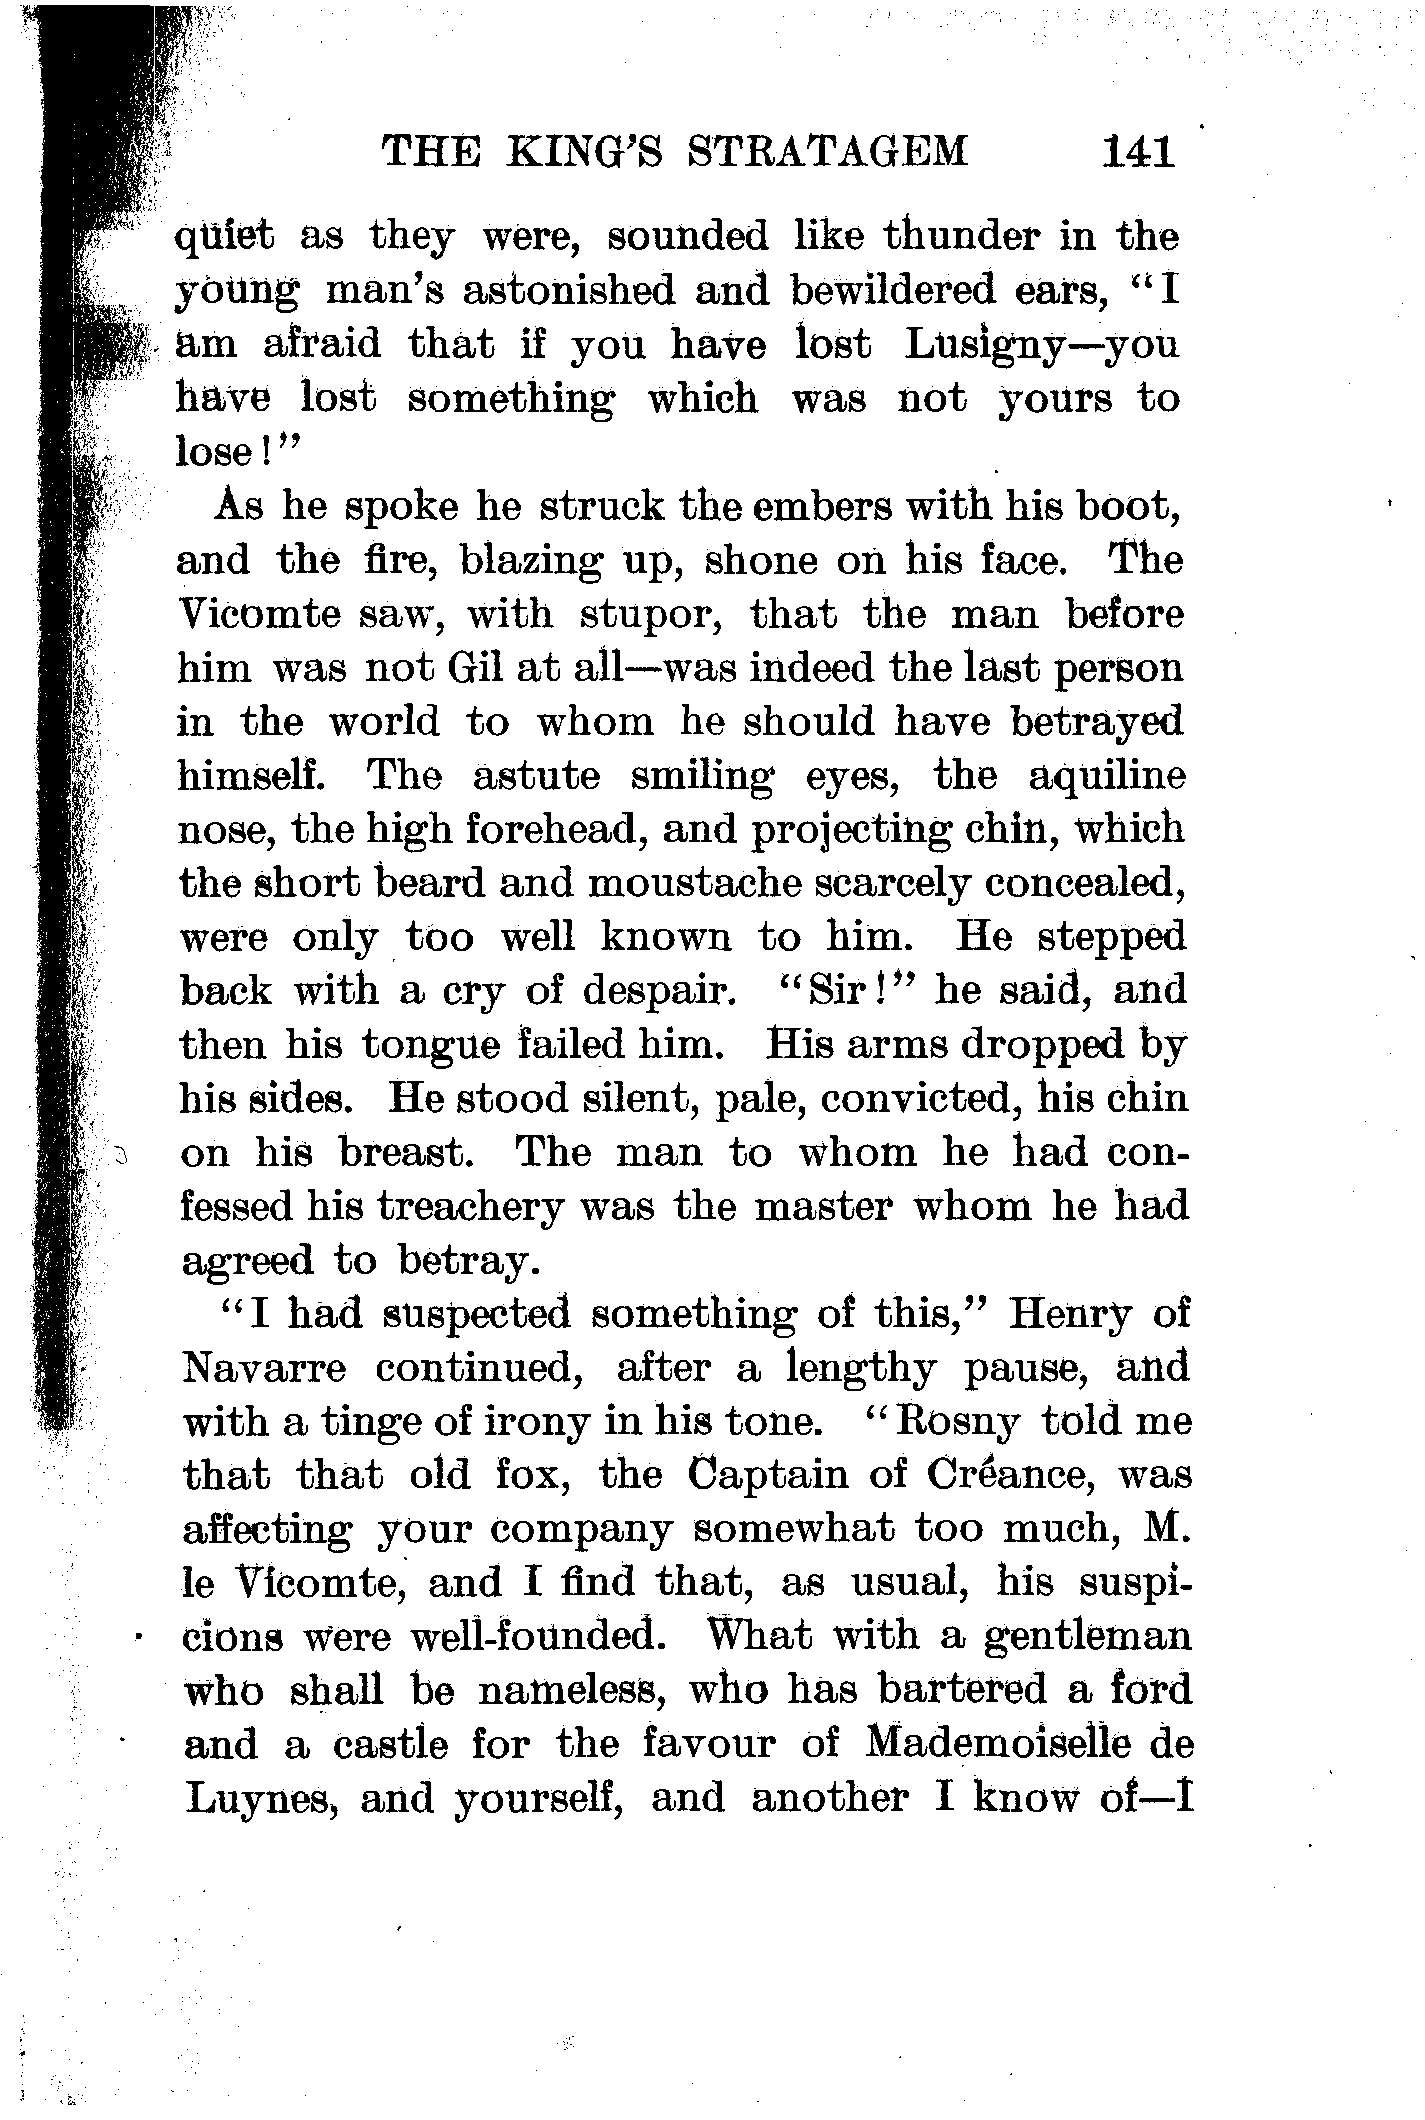 THE KING'S STRATAGEM 141
quiet as they were, sounded like thunder in the
young man's astonished and bewildered ears, "I
am afraid that if you have lost Lusigny—you
have lost something which was not yours to
lose!"
As he spoke he struck the embers with his boot,
and the fire, blazing up, shone on his face. The
Vicomte saw, with stupor, that the man before
him was not Gil at all—was indeed the last person
in the world to whom he should have betrayed
himself. The astute smiling eyes, the aquiline
nose, the high forehead, and projecting chin, which
the short beard and moustache scarcely concealed,
were only too well known to him. He stepped
back with a cry of despair. "Sir!" he said, and
then his tongue failed him. His arms dropped by
his sides. He stood silent, pale, convicted, his chin
on his breast. The man to whom he had con-
fessed his treachery was the master whom he had
agreed to betray.
"I had suspected something of this," Henry of
Navarre continued, after a lengthy pause, and
with a tinge of irony in his tone. "Rosny told me
that that old fox, the Captain of Créance, was
affecting your company somewhat too much, M.
le Vicomte, and I find that, as usual, his suspi-
cions were well-founded. What with a gentleman
who shall be nameless, who has bartered a ford
and a castle for the favour of Mademoiselle de
Luynes, and yourself, and another I know of—I